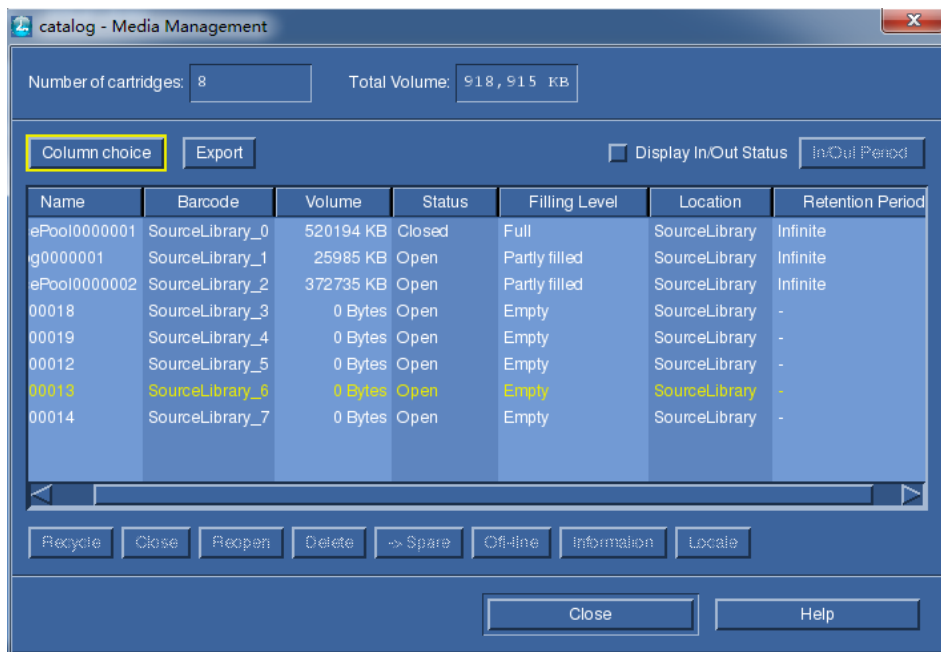 catalog - Media Management
Number of cartridges: 8 Total Volume: 918,915 KB
Column choice Export Display In/Out Status In/Out Period
Name Barcode Volume Status Filling Level Location Retention Period
ePool0000001 SourceLibrary_0 520194 KB Closed Full SourceLibrary Infinite
g0000001 SourceLibrary_1 25985 KB Open Partly filled SourceLibrary Infinite
ePool0000002 SourceLibrary_2 372735 KB Open Partly filled SourceLibrary Infinite
00018 SourceLibrary_3 0 Bytes Open Empty SourceLibrary -
00019 SourceLibrary_4 0 Bytes Open Empty SourceLibrary -
00012 SourceLibrary_5 0 Bytes Open Empty SourceLibrary -
00013 SourceLibrary_6 0 Bytes Open Empty SourceLibrary -
00014 SourceLibrary_7 0 Bytes Open Empty SourceLibrary -
Recycle Close Reopen Delete -> Spare Off-line Information Locale
Close Help